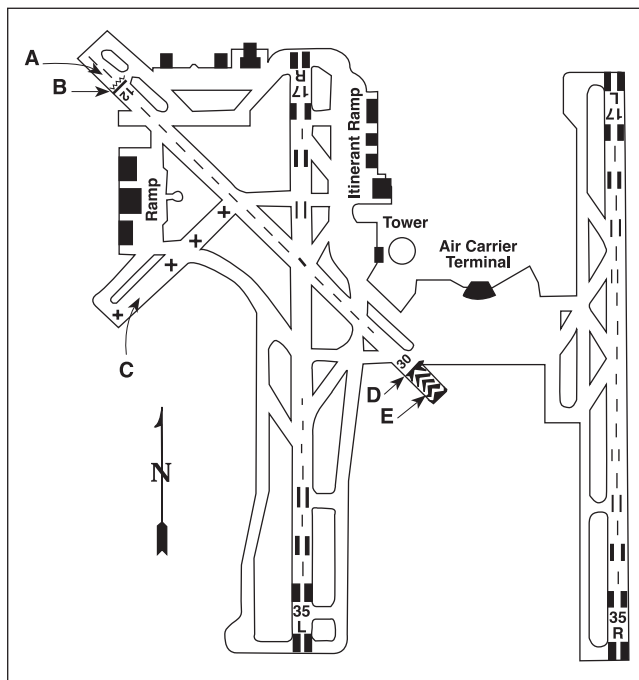 A
B
12
17
R
17
L
Itinerant Ramp
Ramp
Tower
Air Carrier
Terminal
C
30
D
E
N
35
L
35
R